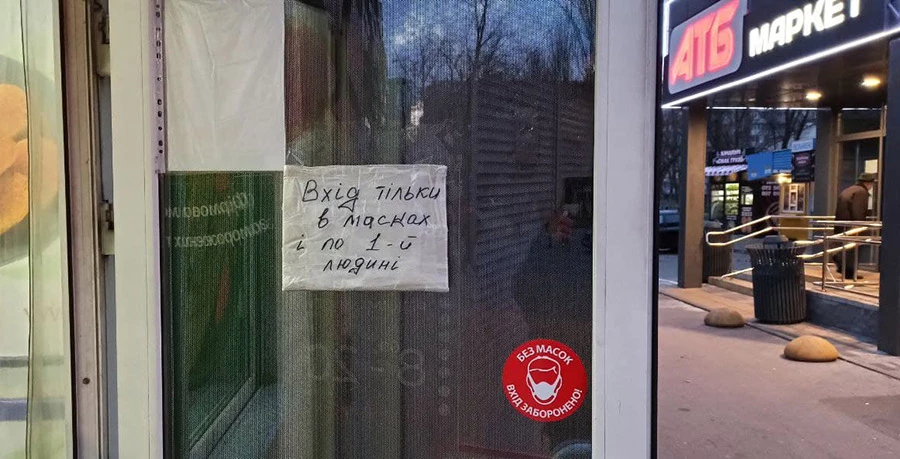 Вхід тільки
в масках
і по 1-й
людині
БЕЗ МАСОК
ВХІД ЗАБОРОНЕНО!
АТБ
МАРКЕТ